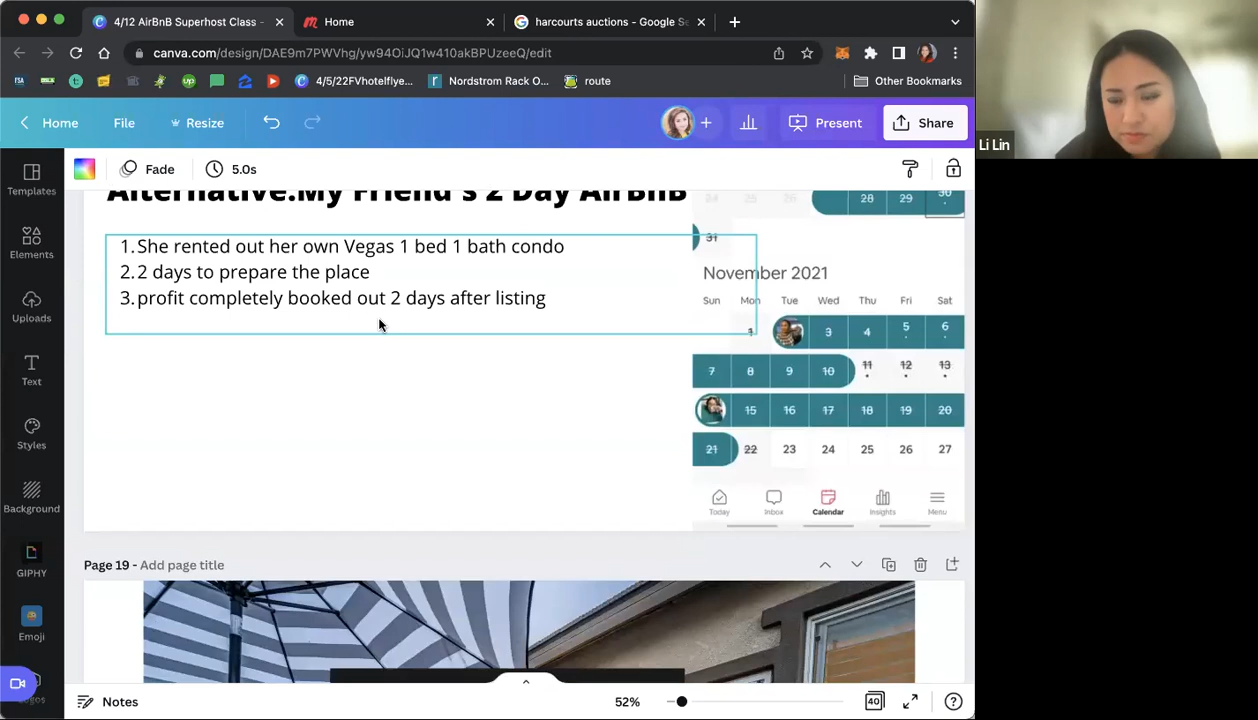 4/12 AirBnB Superhost Class -
Home
harcourts auctions - Google Se
canva.com/design/DAE9m7PWVhg/yw94OiJQ1w410akBPUzeeQ/edit
4/5/22FVhotelflye...
Nordstrom Rack O...
route
Other Bookmarks
Home
File
Resize
Present
Share
Li Lin
Fade
5.0s
Templates
Elements
Uploads
Text
Styles
Background
GIPHY
Emoji
Logos
Alternative:My Friend's 2 Day AirBnB
1. She rented out her own Vegas 1 bed 1 bath condo
2. 2 days to prepare the place
3. profit completely booked out 2 days after listing
24 25 26 28 29 30
31
November 2021
Sun Mon Tue Wed Thu Fri Sat
1 3 4 5 6
7 8 9 10 11 12 13
15 16 17 18 19 20
21 22 23 24 25 26 27
Today Inbox Calendar Insights Menu
Page 19 - Add page title
Notes
52%
40